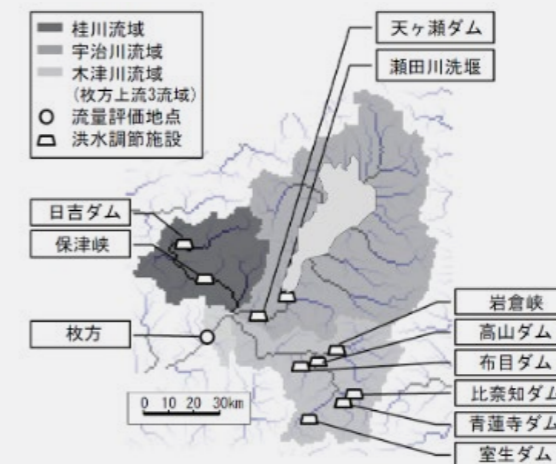 桂川流域
宇治川流域
木津川流域
(枚方上流3流域)
流量評価地点
洪水調節施設
天ヶ瀬ダム
瀬田川洗堰
日吉ダム
保津峡
枚方
岩倉峡
高山ダム
布目ダム
比奈知ダム
青蓮寺ダム
室生ダム
0 10 20 30km